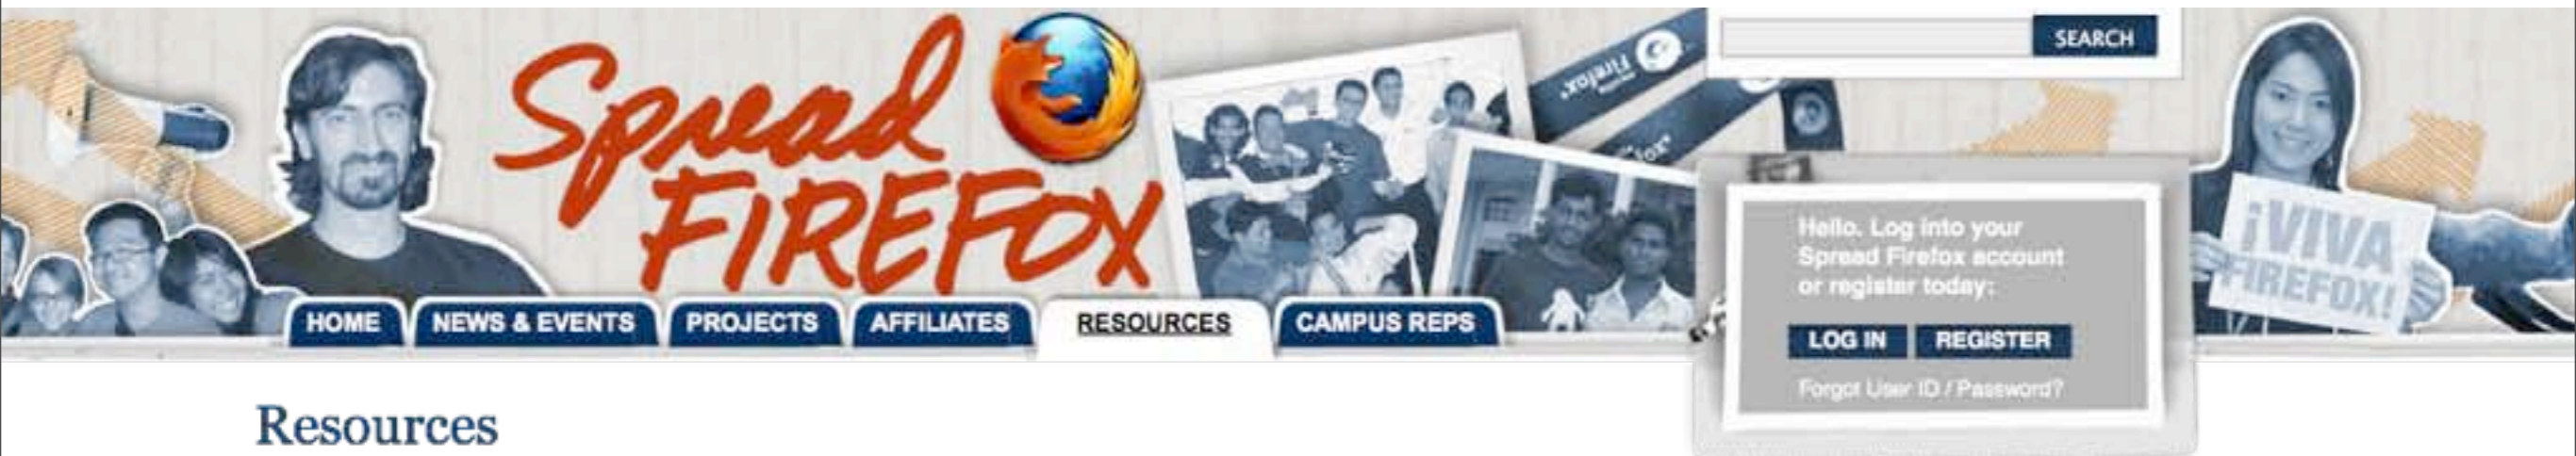 Spread
FIREFOX
Firefox
SEARCH
Hello. Log into your
Spread Firefox account
or register today:
LOG IN REGISTER
Forgot User ID / Password?
¡VIVA
FIREFOX!
HOME NEWS & EVENTS PROJECTS AFFILIATES RESOURCES CAMPUS REPS
Resources